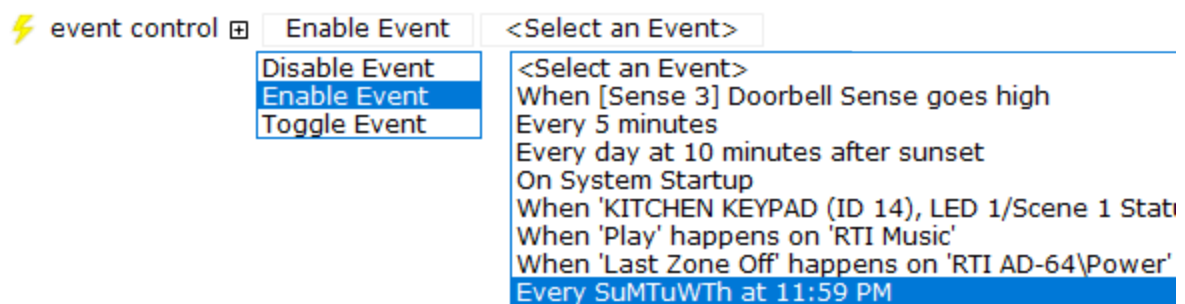 event control Enable Event <Select an Event>
Disable Event
Enable Event
Toggle Event
<Select an Event>
When [Sense 3] Doorbell Sense goes high
Every 5 minutes
Every day at 10 minutes after sunset
On System Startup
When 'KITCHEN KEYPAD (ID 14), LED 1/Scene 1 Statu
When 'Play' happens on 'RTI Music'
When 'Last Zone Off' happens on 'RTI AD-64\Power'
Every SuMTuWTh at 11:59 PM